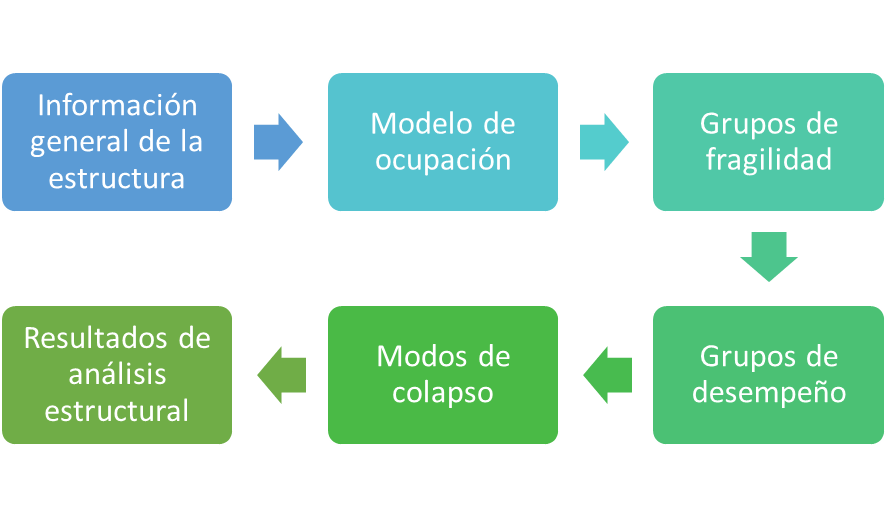 Información
general de la
estructura
Modelo de
ocupación
Grupos de
fragilidad
Grupos de
desempeño
Modos de
colapso
Resultados de
análisis
estructural